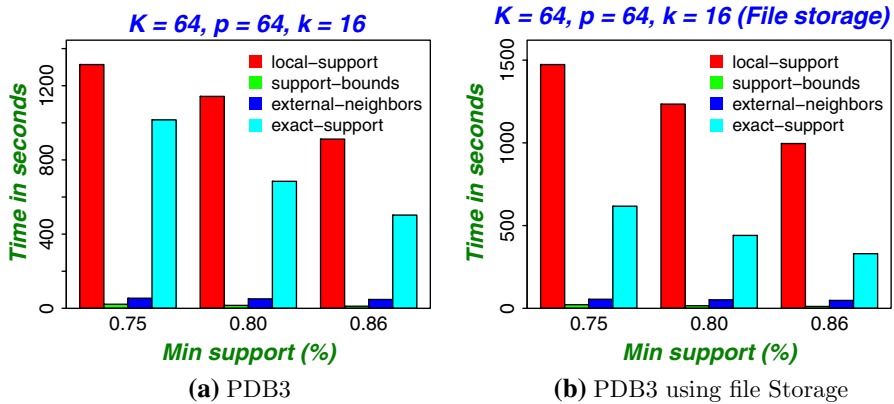 K = 64, p = 64, k = 16
Time in seconds
0 400 800 1200
local-support
support-bounds
external-neighbors
exact-support
0.75 0.80 0.86
Min support (%)
(a) PDB3
K = 64, p = 64, k = 16 (File storage)
Time in seconds
0 500 1000 1500
local-support
support-bounds
external-neighbors
exact-support
0.75 0.80 0.86
Min support (%)
(b) PDB3 using file Storage